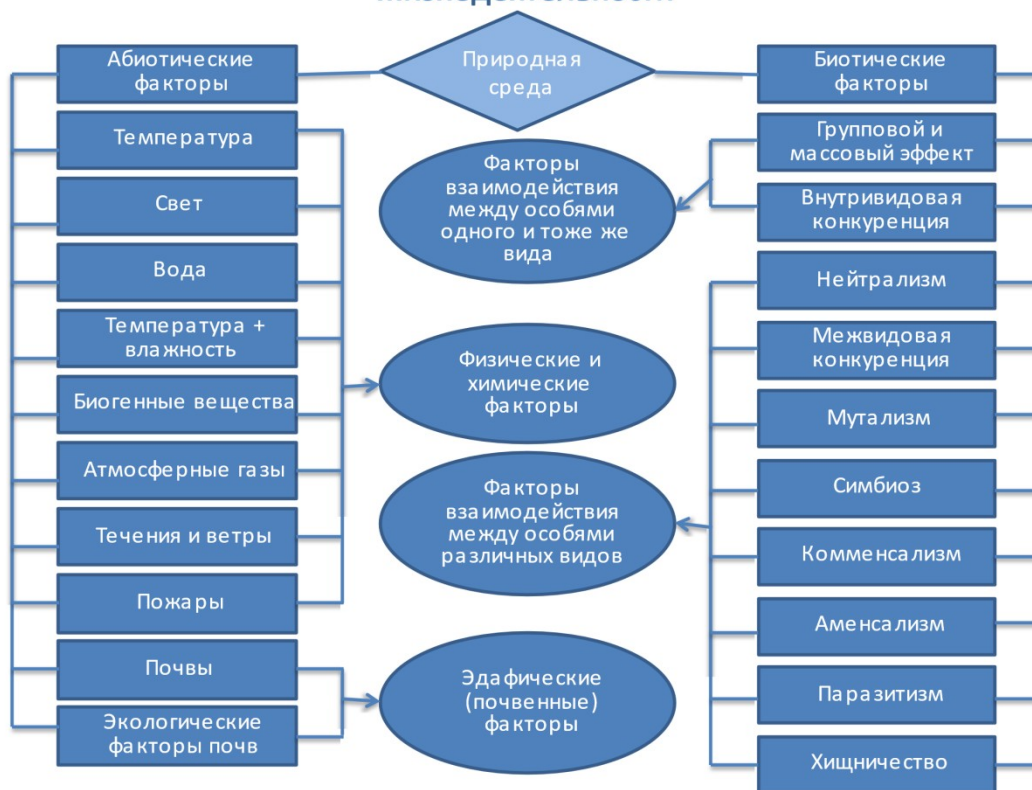 Природная
среда
Абиотические
факторы
Температура
Свет
Вода
Температура +
влажность
Биогенные вещества
Атмосферные газы
Течения и ветры
Пожары
Почвы
Экологические
факторы почв
Факторы
взаимодействия
между особями
одного и тоже же
вида
Физические и
химические
факторы
Факторы
взаимодействия
между особями
различных видов
Эдафические
(почвенные)
факторы
Биотические
факторы
Групповой и
массовый эффект
Внутривидовая
конкуренция
Нейтрализм
Межвидовая
конкуренция
Мутализм
Симбиоз
Комменсализм
Аменсализм
Паразитизм
Хищничество